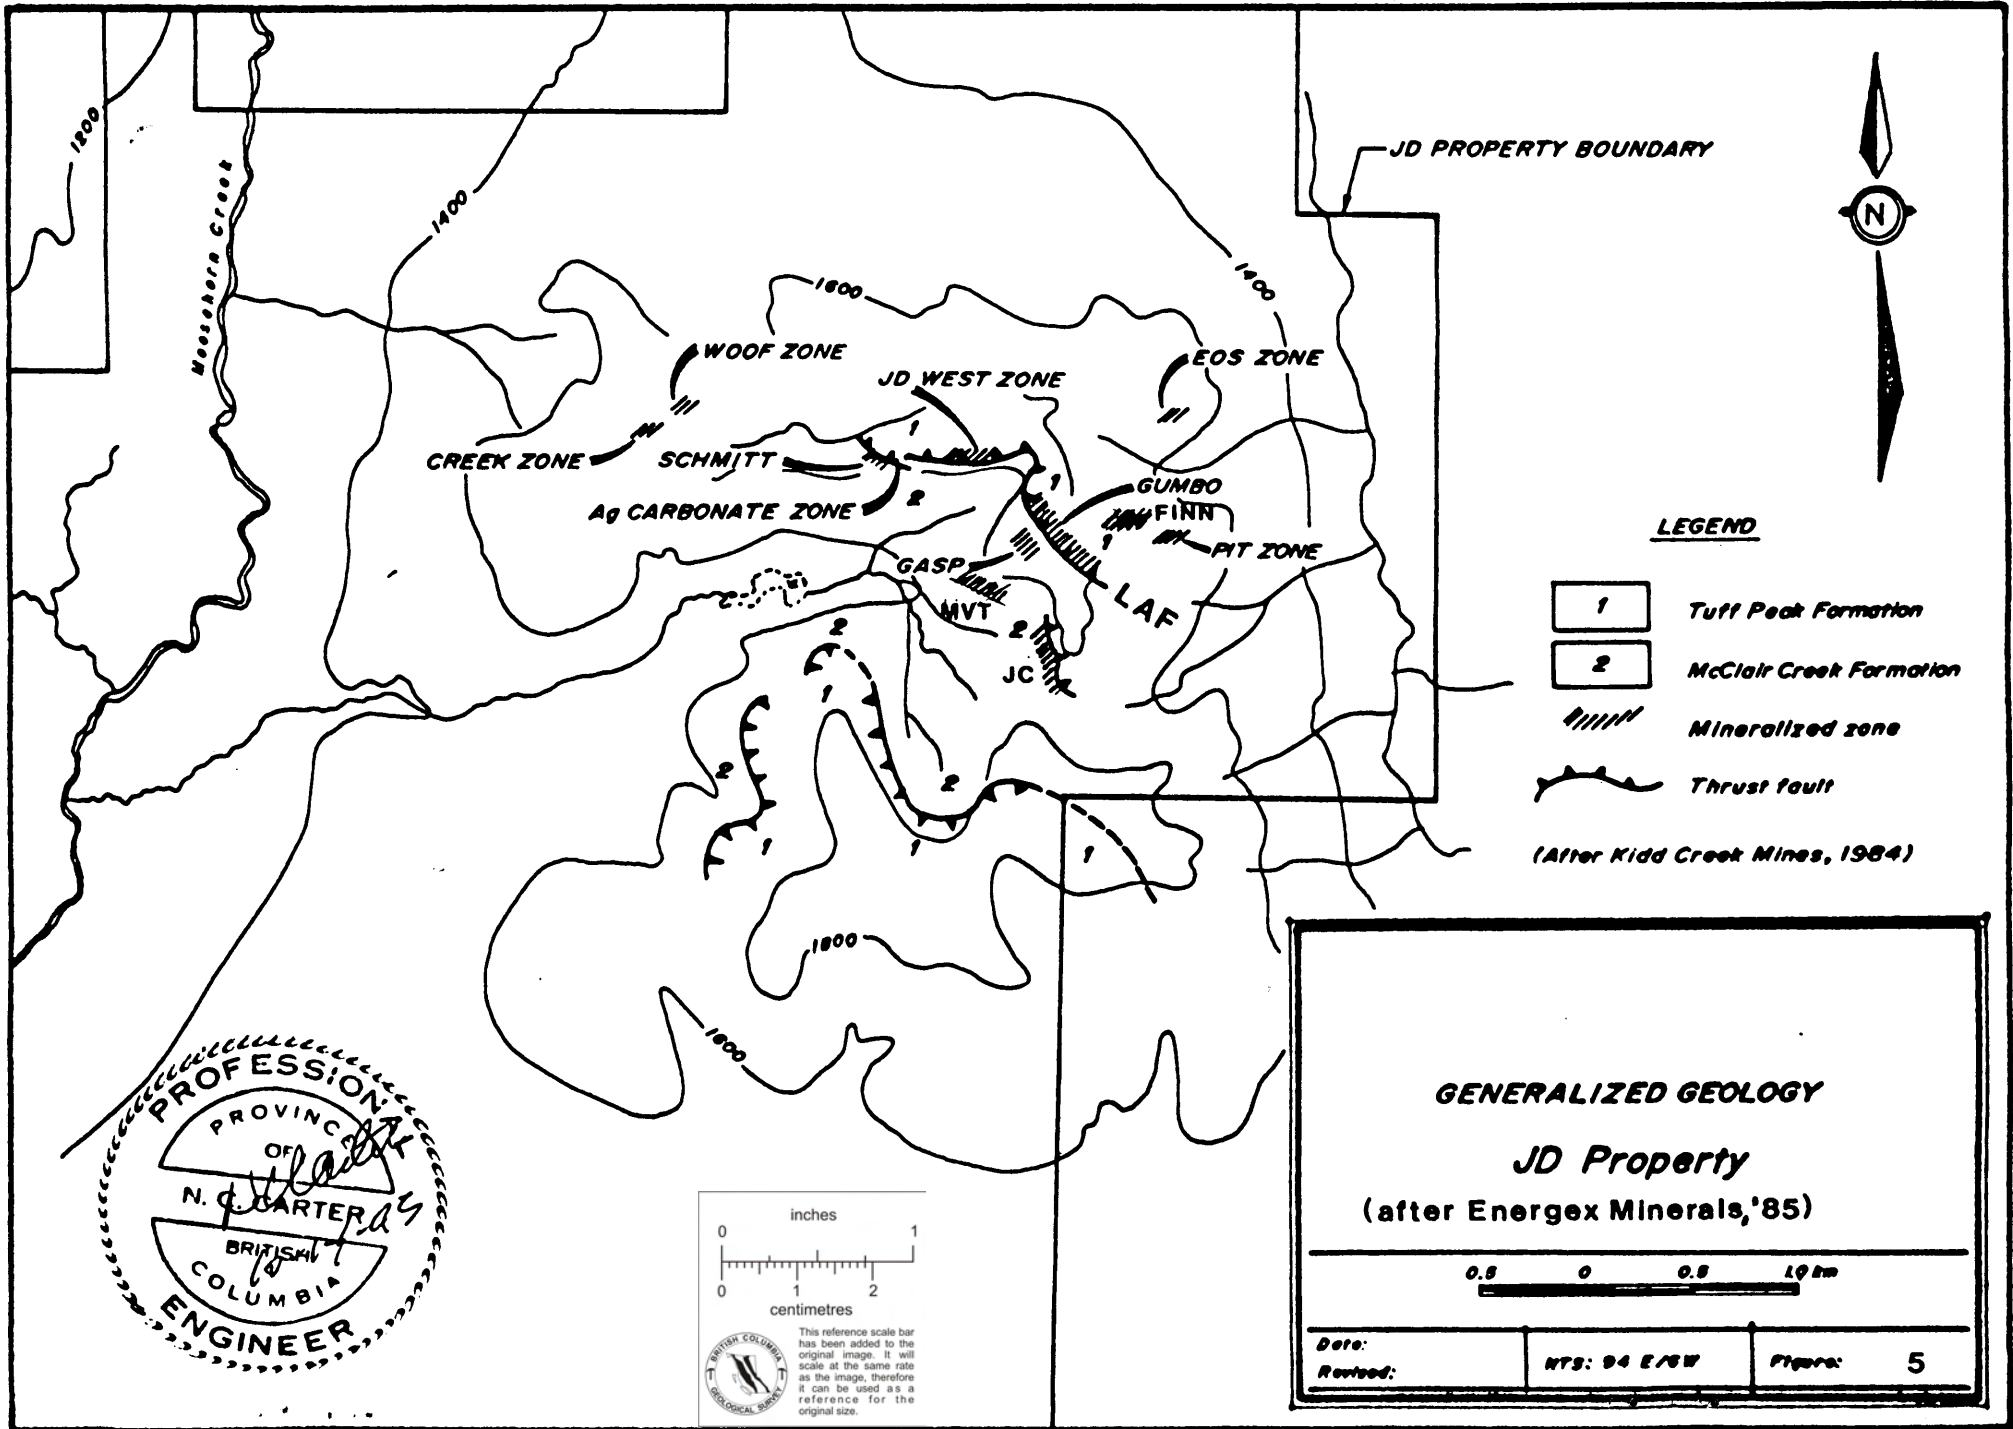 1200
Moosehorn Creek
1400
1600
1400
JD PROPERTY BOUNDARY
N
WOOF ZONE
EOS ZONE
JD WEST ZONE
1
CREEK ZONE
SCHMITT
2
1
GUMBO
Ag CARBONATE ZONE
FINN
1
PIT ZONE
GASP
LAF
MVT
2
2
JC
1
2
2
1
1
1
1800
1600
LEGEND
1 Tuff Peak Formation
2 McClair Creek Formation
Mineralized zone
Thrust fault
(After Kidd Creek Mines, 1984)
GENERALIZED GEOLOGY
JD Property
(after Energex Minerals,'85)
0.5 0 0.5 1.0 km
Date:
Revised:
NTS: 94 E/6W
Figure: 5
PROFESSIONAL
PROVINCE
OF
N. C. CARTER
BRITISH
COLUMBIA
ENGINEER
inches
0 1
0 1 2
centimetres
BRITISH COLUMBIA
GEOLOGICAL SURVEY
This reference scale bar
has been added to the
original image. It will
scale at the same rate
as the image, therefore
it can be used as a
reference for the
original size.